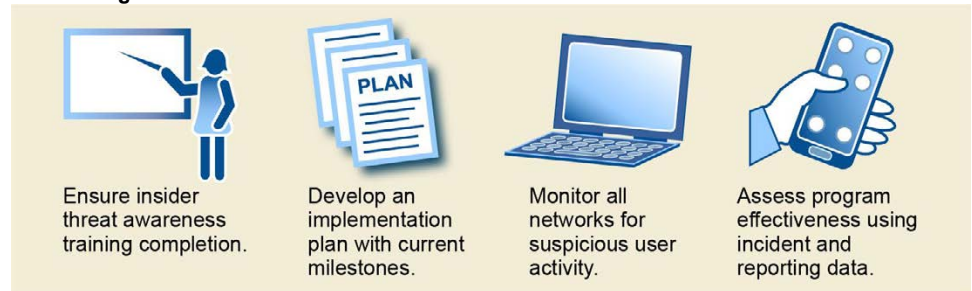 PLAN
Ensure insider
threat awareness
training completion.
Develop an
implementation
plan with current
milestones.
Monitor all
networks for
suspicious user
activity.
Assess program
effectiveness using
incident and
reporting data.